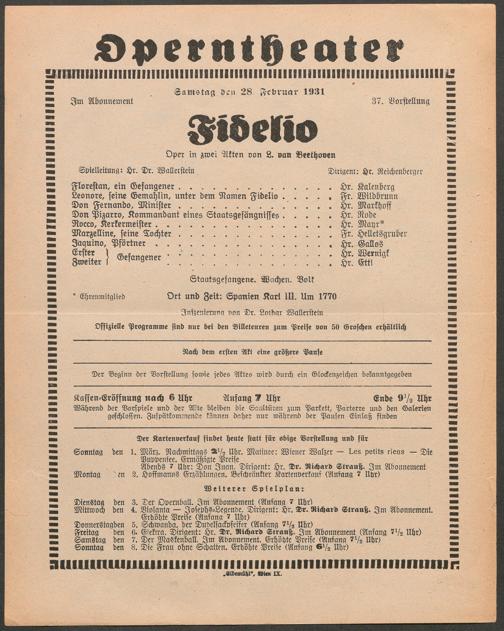 Operntheater
Samstag den 28 Februar 1931
Im Abonnement 37. Vorstellung
Fidelio
Oper in zwei Akten von L. van Beethoven
Spielleitung: Hr. Dr. Wallerstein Dirigent: Hr. Reichenberger
Florestan, ein Gefangener . . . . . . . . . . . . Hr. Kalenberg
Leonore, seine Gemahlin, unter dem Namen Fidelio . . . . . Fr. Wildbrunn
Don Fernando, Minister . . . . . . . . . . . . Hr. Markhoff
Don Pizarro, Kommandant eines Staatsgefängnisses . . . . . Hr. Rode
Rocco, Kerkermeister . . . . . . . . . . . . . Hr. Mayr*
Marzelline, seine Tochter . . . . . . . . . . . . Fr. Helletsgruber
Jaquino, Pförtner . . . . . . . . . . . . . . Hr. Gallos
Erster } Gefangener . . . . . . . . . . . . . Hr. Wernigk
Zweiter } Hr. Ettl
Staatsgefangene. Wachen. Volk
* Ehrenmitglied Ort und Zeit: Spanien Karl III. Um 1770
Inszenierung von Dr. Lothar Wallerstein
Offizielle Programme sind nur bei den Billeteuren zum Preise von 50 Groschen erhältlich
Nach dem ersten Akt eine größere Pause
Der Beginn der Vorstellung sowie jedes Aktes wird durch ein Glockenzeichen bekanntgegeben
Kassen-Eröffnung nach 6 Uhr Anfang 7 Uhr Ende 9½ Uhr
Während der Vorspiele und der Akte bleiben die Saaltüren zum Parkett, Parterre und den Galerien
geschlossen. Zuspätkommende können daher nur während der Pausen Einlaß finden
Der Kartenverkauf findet heute statt für obige Vorstellung und für
Sonntag den 1. März. Nachmittags 2½ Uhr. Matinee: Wiener Walzer — Les petits riens — Die
Puppenfee. Ermäßigte Preise
Abends 7 Uhr: Don Juan. Dirigent: Hr. Dr. Richard Strauß. Im Abonnement
Montag den 2. Hoffmanns Erzählungen. Beschränkter Kartenverkauf (Anfang 7 Uhr)
Weiterer Spielplan:
Dienstag den 3. Der Opernball. Im Abonnement (Anfang 7 Uhr)
Mittwoch den 4. Violanta — Josephs-Legende. Dirigent: Hr. Dr. Richard Strauß. Im Abonnement.
Erhöhte Preise (Anfang 7 Uhr)
Donnerstag den 5. Schwanda, der Dudelsackpfeifer (Anfang 7½ Uhr)
Freitag den 6. Elektra. Dirigent: Hr. Dr. Richard Strauß. Im Abonnement (Anfang 7½ Uhr)
Samstag den 7. Der Maskenball. Im Abonnement. Erhöhte Preise (Anfang 7½ Uhr)
Sonntag den 8. Die Frau ohne Schatten. Erhöhte Preise (Anfang 6½ Uhr)
„Elbemühl“, Wien IX.